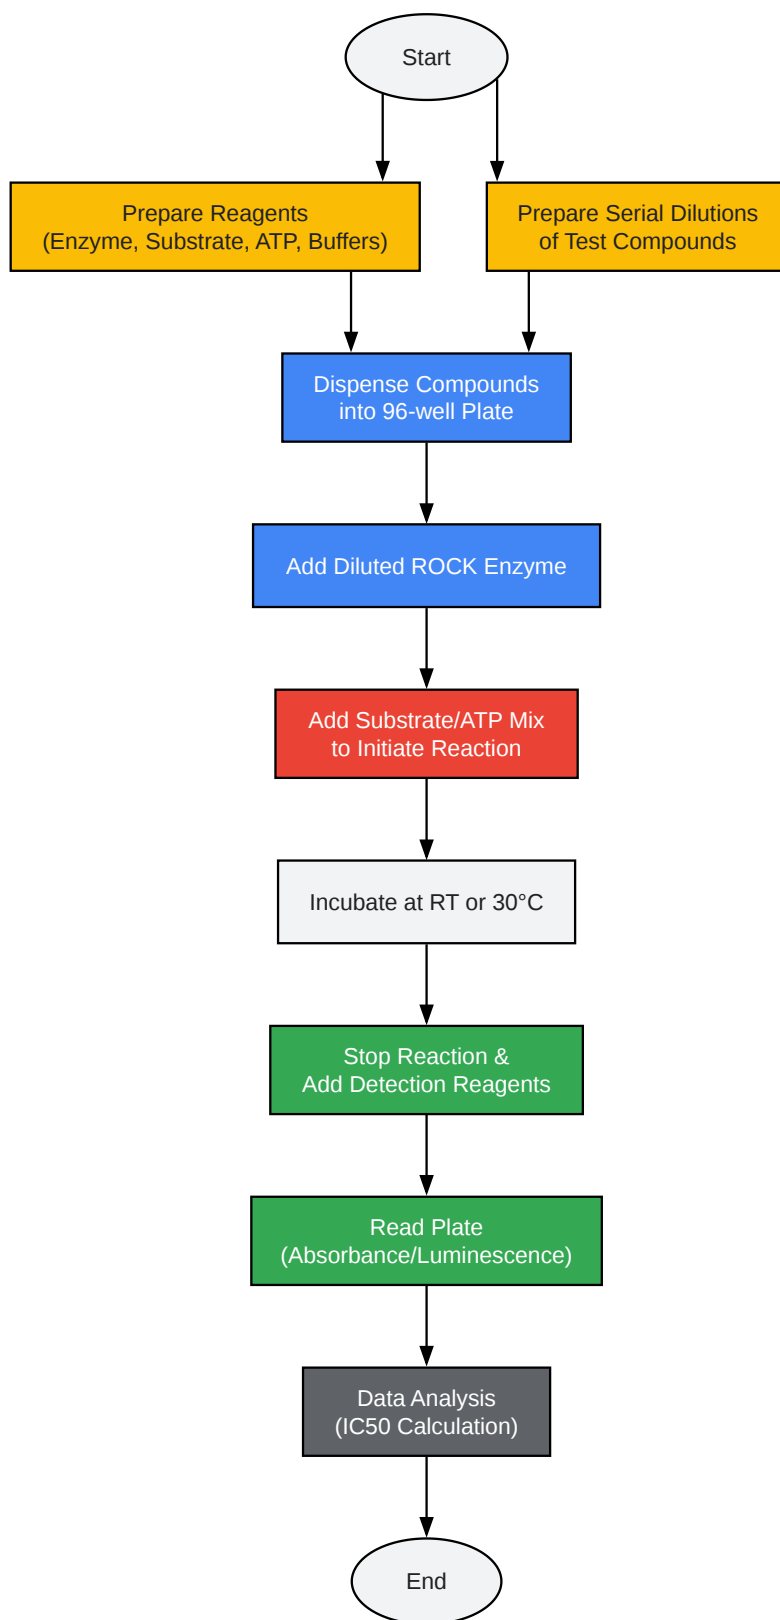 Start
Prepare Reagents
(Enzyme, Substrate, ATP, Buffers)
Prepare Serial Dilutions
of Test Compounds
Dispense Compounds
into 96-well Plate
Add Diluted ROCK Enzyme
Add Substrate/ATP Mix
to Initiate Reaction
Incubate at RT or 30°C
Stop Reaction &
Add Detection Reagents
Read Plate
(Absorbance/Luminescence)
Data Analysis
(IC50 Calculation)
End